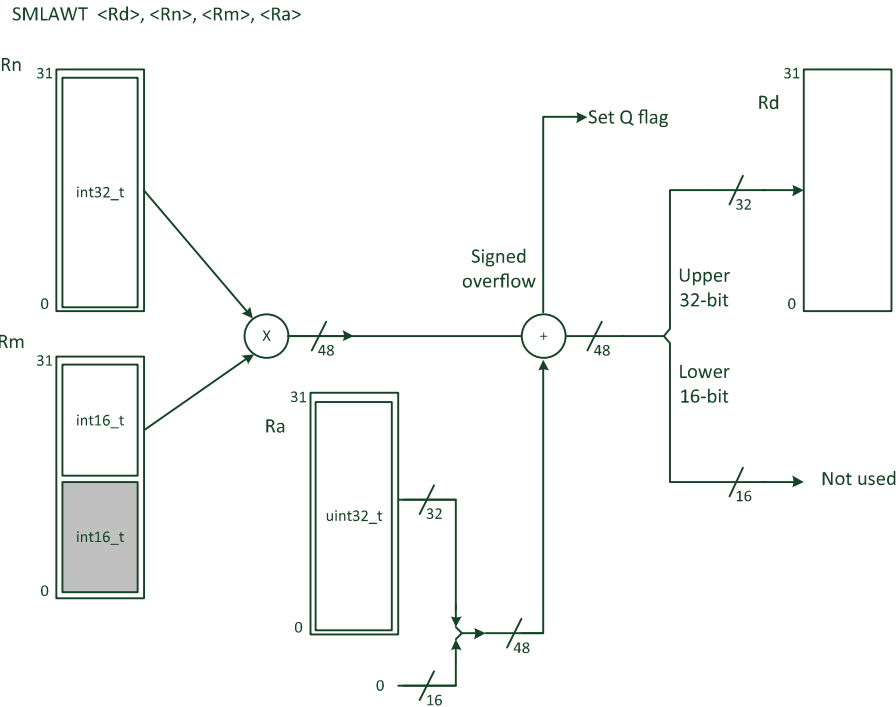 SMLAWT <Rd>, <Rn>, <Rm>, <Ra>
Rn
31
int32_t
0
Rm
31
int16_t
int16_t
0
X
48
Ra
31
uint32_t
0
32
0
16
48
Signed
overflow
Set Q flag
+
48
Upper
32-bit
Lower
16-bit
32
Rd
31
0
16
Not used